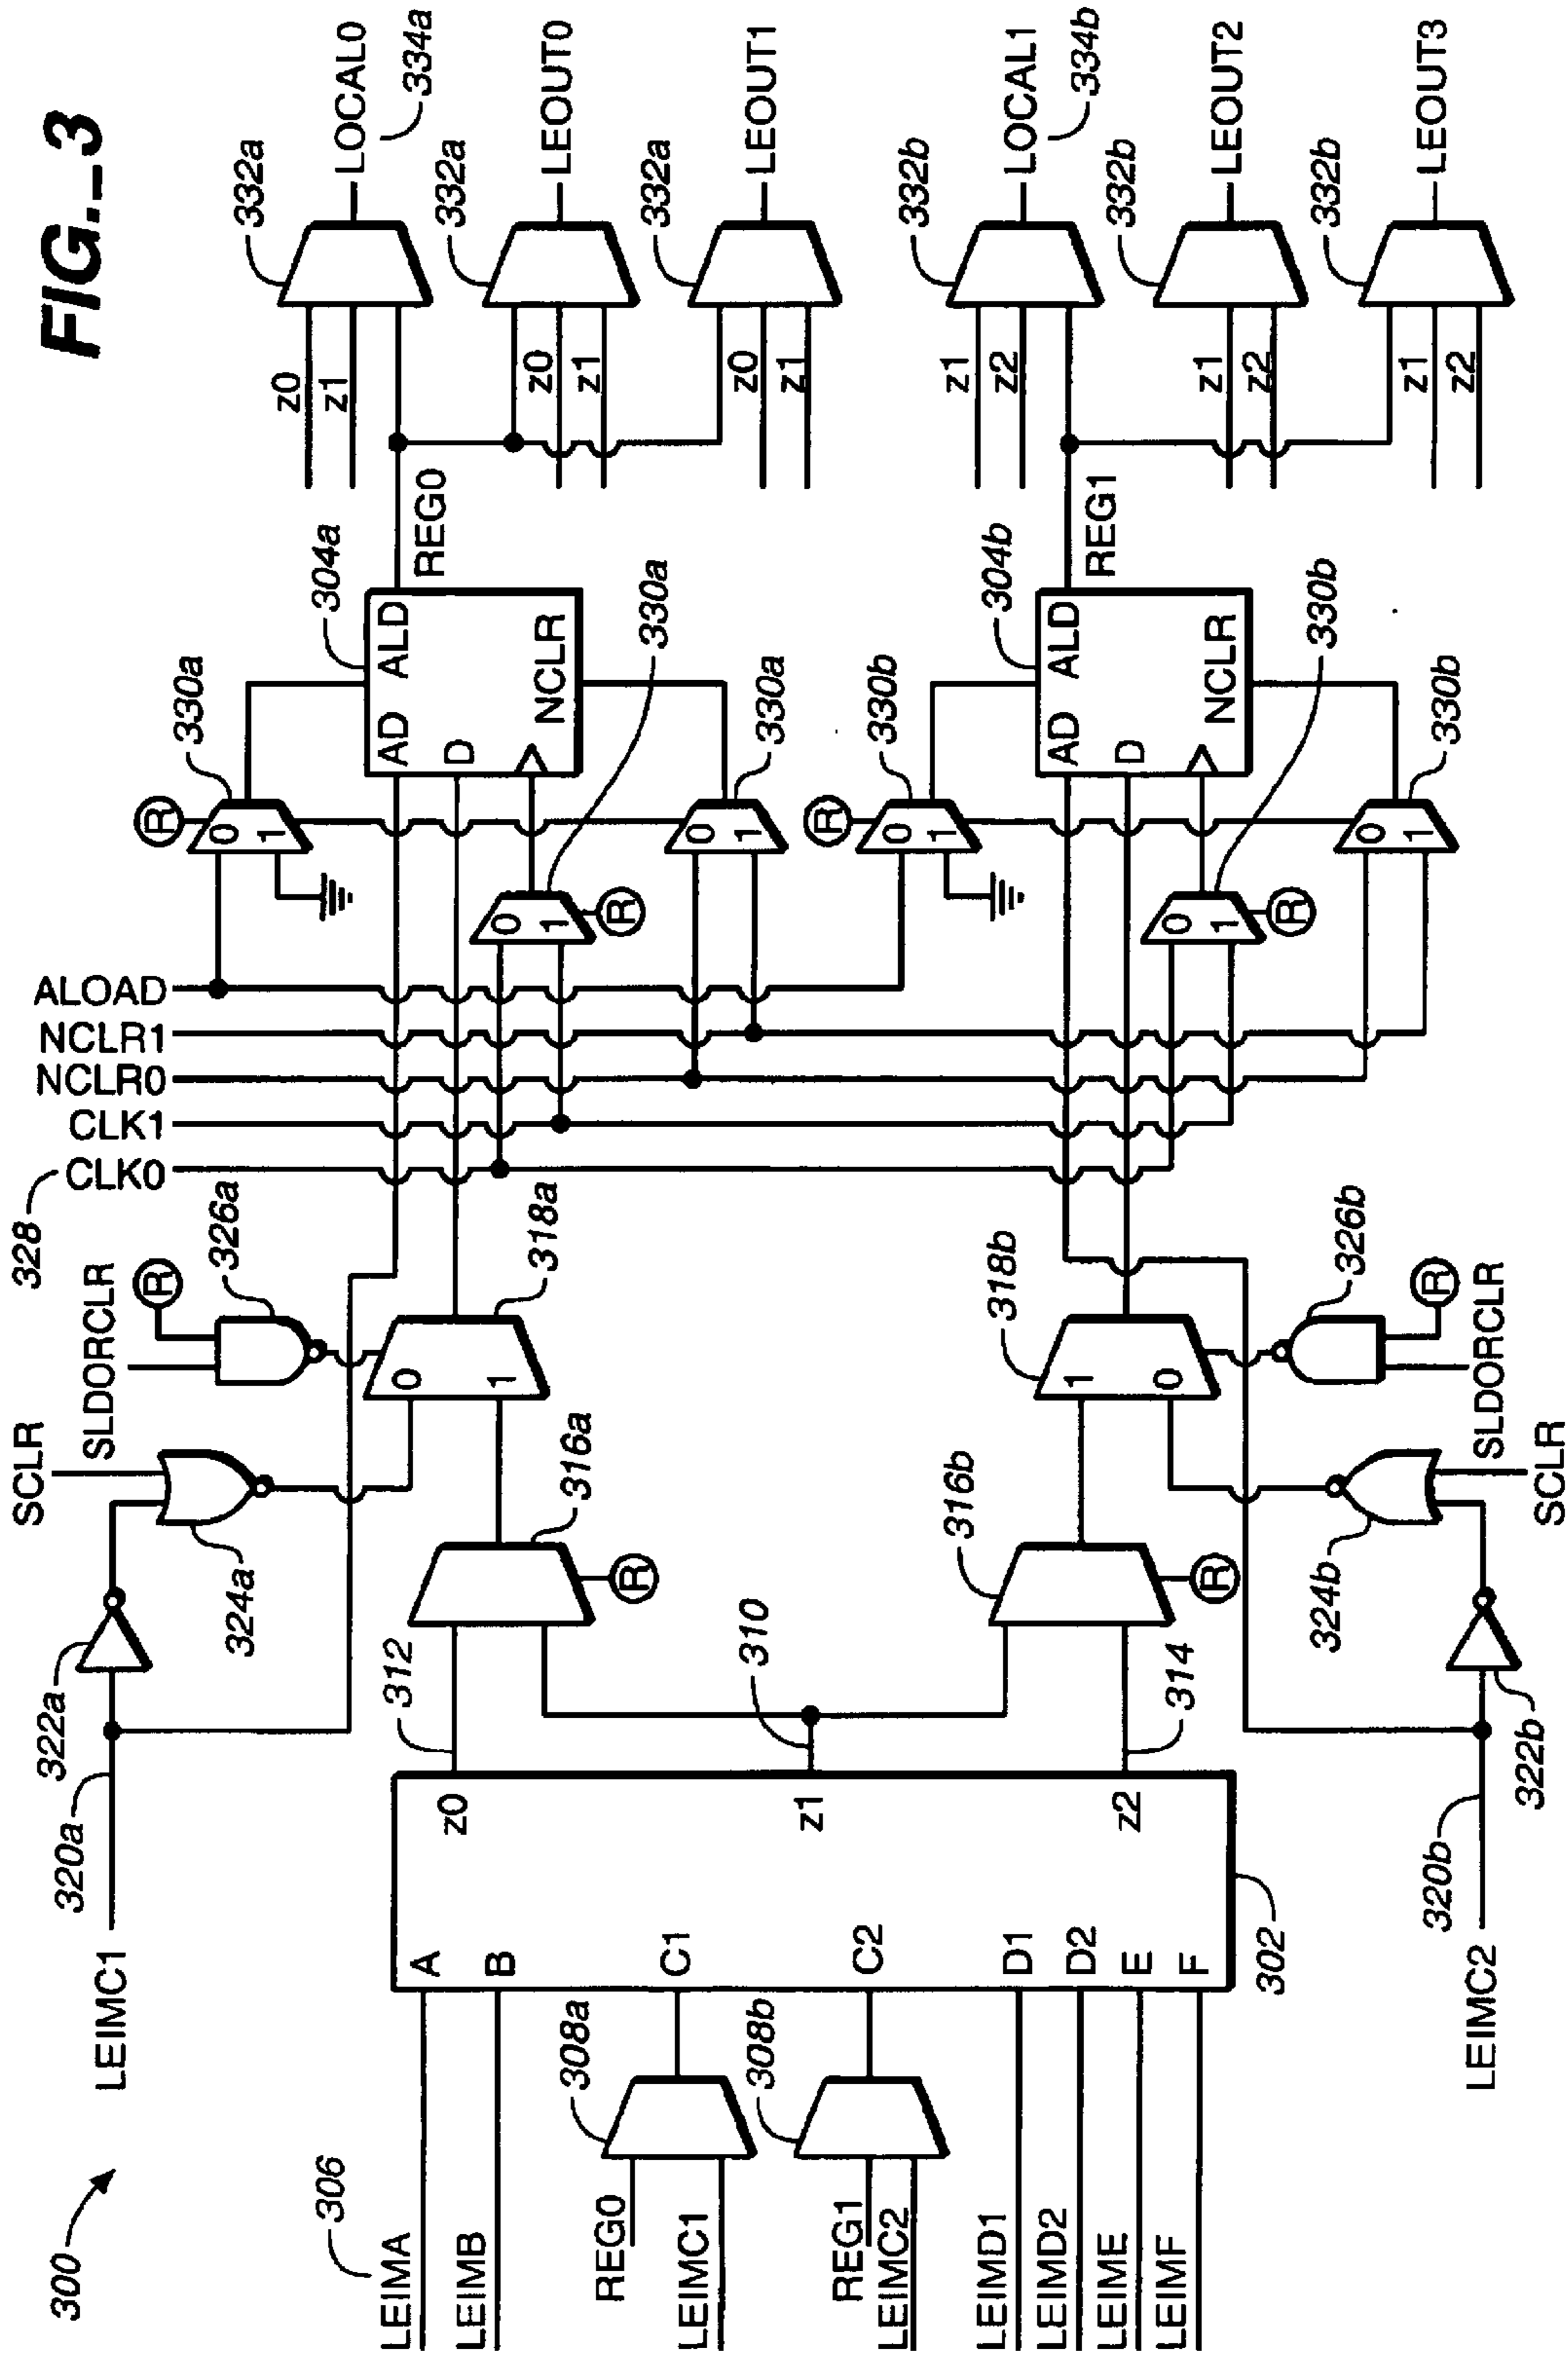 FIG._3
300
306
LEIMA
LEIMB
REG0
LEIMC1
REG1
LEIMC2
LEIMD1
LEIMD2
LEIME
LEIMF
308a
308b
A
B
C1
C2
D1
D2
E
F
z0
z1
z2
302
312
310
314
LEIMC1
320a
322a
324a
SCLR
SLDORCLR
R
326a
316a
R
318a
0
1
LEIMC2
320b
322b
324b
SCLR
SLDORCLR
R
326b
316b
R
318b
1
0
328
CLK0
CLK1
NCLR0
NCLR1
ALOAD
R
0
1
330a
0
1
R
330a
0
1
330a
AD
ALD
D
NCLR
304a
REG0
R
0
1
330b
0
1
R
330b
0
1
330b
AD
ALD
D
NCLR
304b
REG1
z0
z1
332a
LOCAL0
334a
z0
z1
332a
LEOUT0
z0
z1
332a
LEOUT1
z1
z2
332b
LOCAL1
334b
z1
z2
332b
LEOUT2
z1
z2
332b
LEOUT3